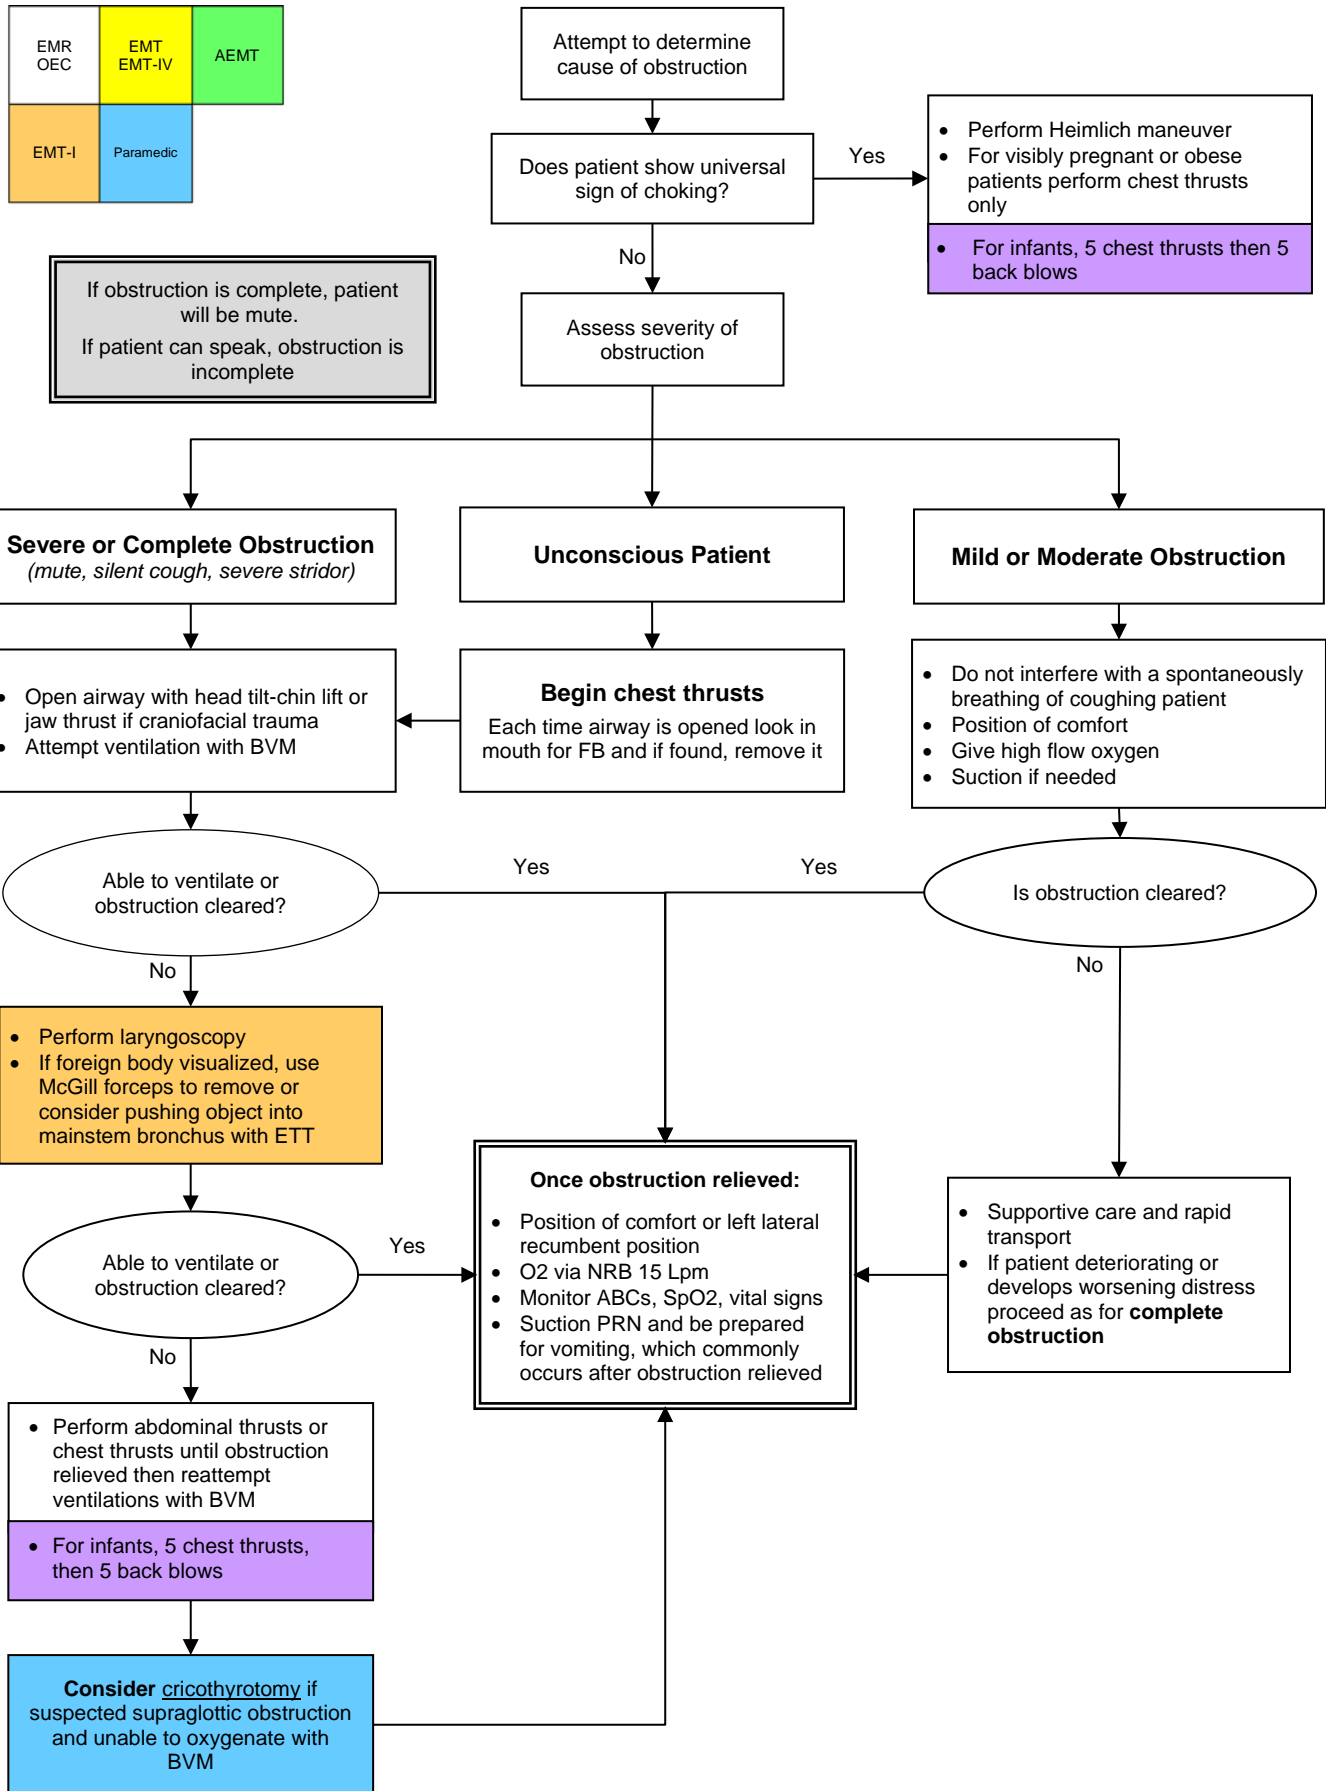 EMR
OEC
EMT
EMT-IV
AEMT
EMT-I
Paramedic
Attempt to determine
cause of obstruction
Does patient show universal
sign of choking?
Yes
• Perform Heimlich maneuver
• For visibly pregnant or obese
patients perform chest thrusts
only
• For infants, 5 chest thrusts then 5
back blows
No
If obstruction is complete, patient
will be mute.
If patient can speak, obstruction is
incomplete
Assess severity of
obstruction
Severe or Complete Obstruction
(mute, silent cough, severe stridor)
Unconscious Patient
Mild or Moderate Obstruction
• Open airway with head tilt-chin lift or
jaw thrust if craniofacial trauma
• Attempt ventilation with BVM
Begin chest thrusts
Each time airway is opened look in
mouth for FB and if found, remove it
• Do not interfere with a spontaneously
breathing of coughing patient
• Position of comfort
• Give high flow oxygen
• Suction if needed
Able to ventilate or
obstruction cleared?
Yes
Yes
Is obstruction cleared?
No
No
• Perform laryngoscopy
• If foreign body visualized, use
McGill forceps to remove or
consider pushing object into
mainstem bronchus with ETT
Able to ventilate or
obstruction cleared?
Yes
Once obstruction relieved:
• Position of comfort or left lateral
recumbent position
• O2 via NRB 15 Lpm
• Monitor ABCs, SpO2, vital signs
• Suction PRN and be prepared
for vomiting, which commonly
occurs after obstruction relieved
• Supportive care and rapid
transport
• If patient deteriorating or
develops worsening distress
proceed as for complete
obstruction
No
• Perform abdominal thrusts or
chest thrusts until obstruction
relieved then reattempt
ventilations with BVM
• For infants, 5 chest thrusts,
then 5 back blows
Consider cricothyrotomy if
suspected supraglottic obstruction
and unable to oxygenate with
BVM